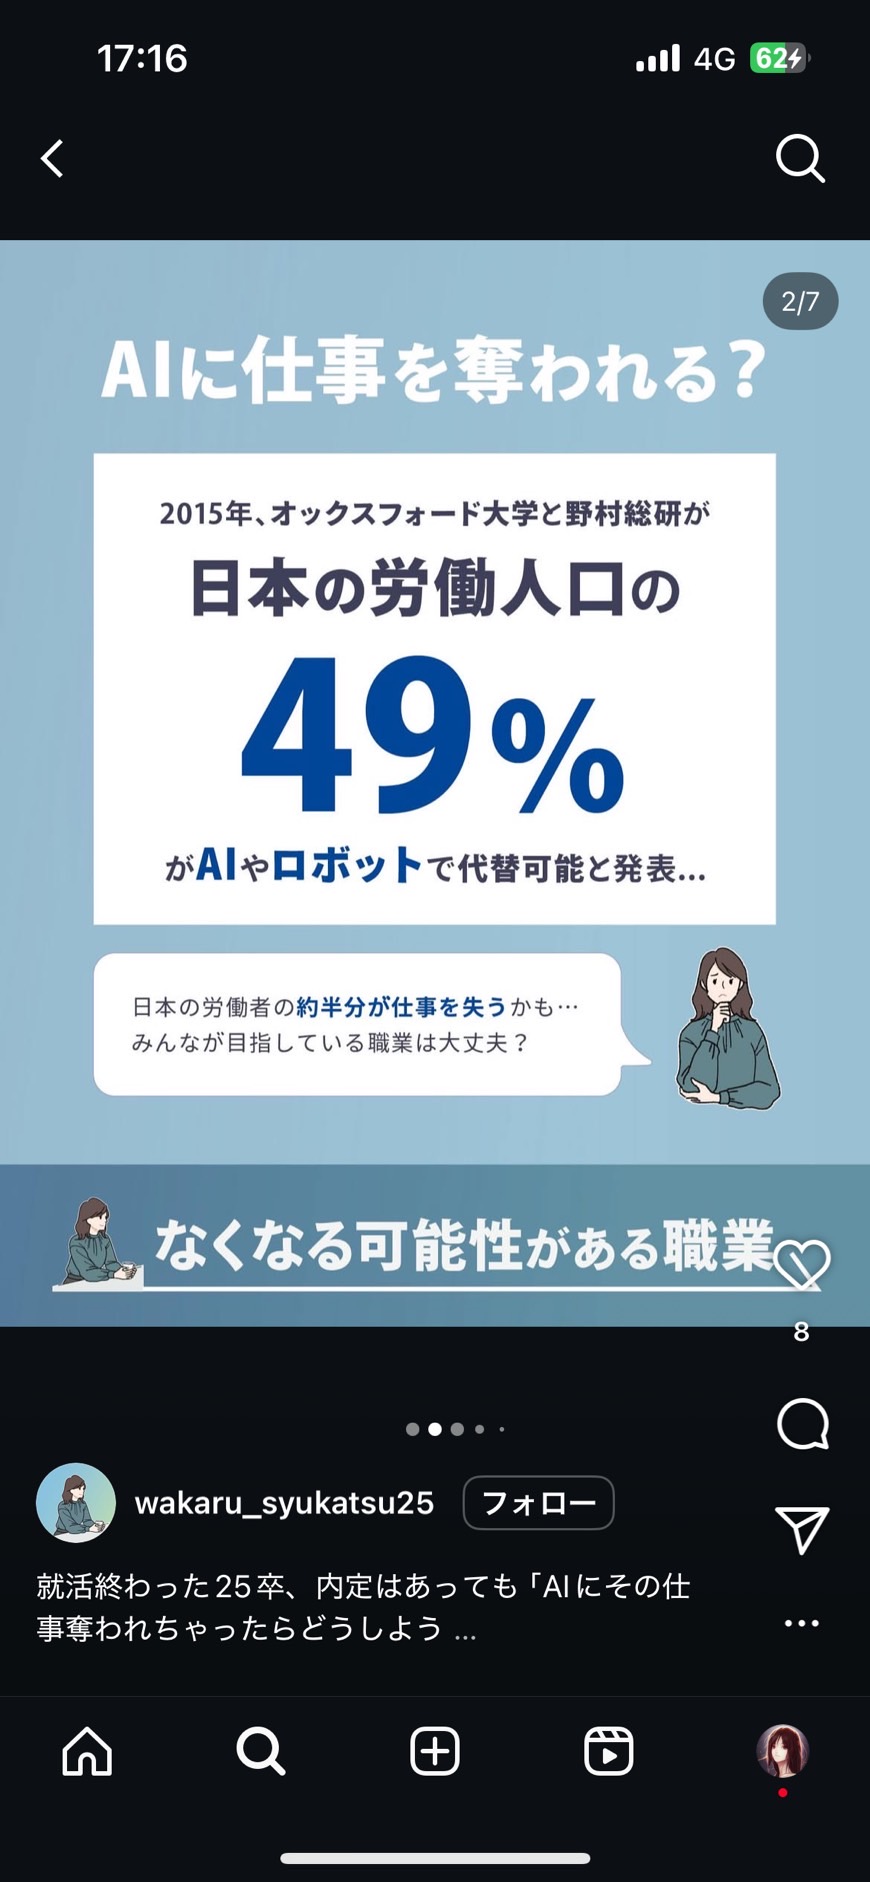 17:16
4G
62
2/7
AIに仕事を奪われる？
2015年、オックスフォード大学と野村総研が
日本の労働人口の
49%
がAIやロボットで代替可能と発表...
日本の労働者の約半分が仕事を失うかも…
みんなが目指している職業は大丈夫？
なくなる可能性がある職業
8
wakaru_syukatsu25
フォロー
就活終わった25卒、内定はあっても「AIにその仕
事奪われちゃったらどうしよう ...